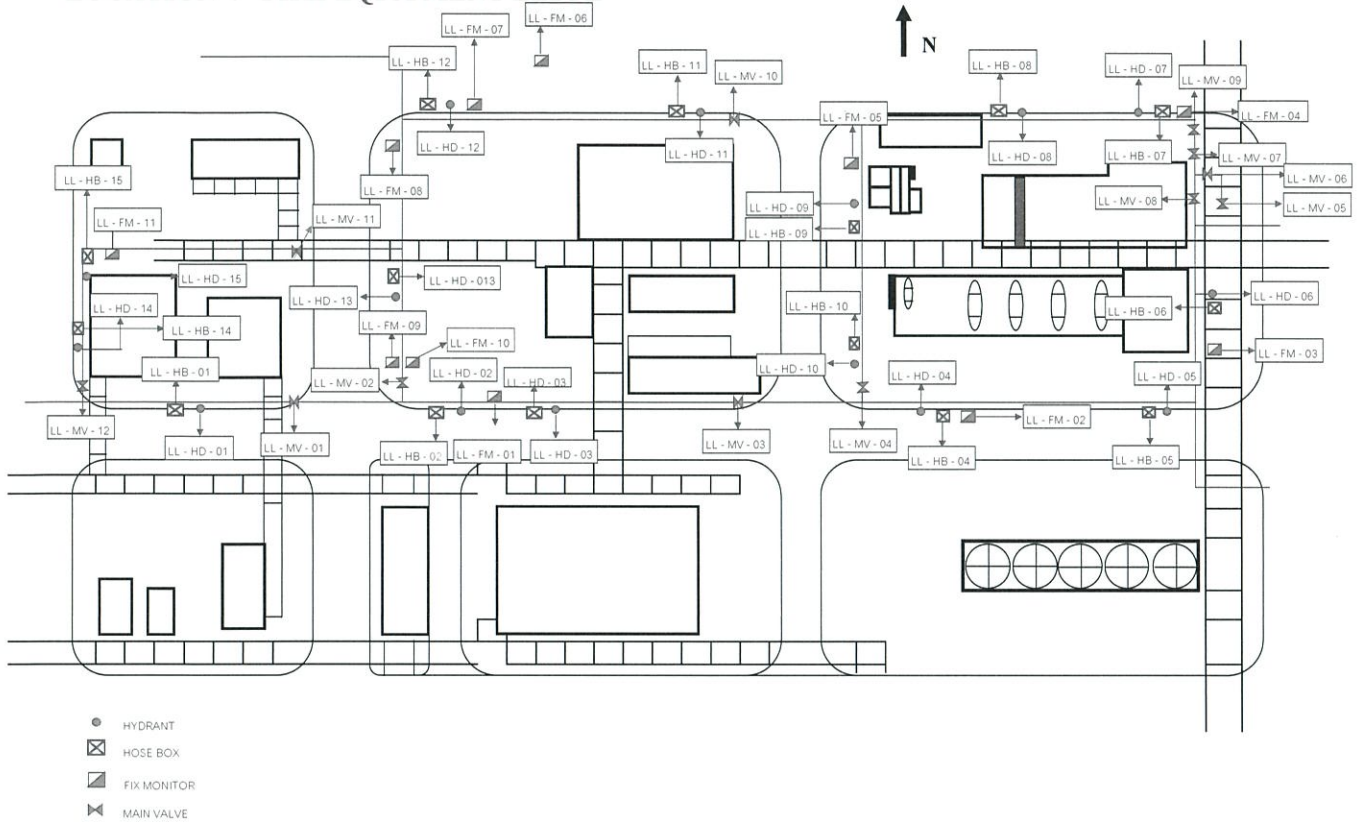 LL - FM - 06
LL - FM - 07
N
LL - HB - 12
LL - HB - 11
LL - MV - 10
LL - HB - 08
LL - HD - 07
LL - MV - 09
LL - FM - 05
LL - FM - 04
LL - HD - 12
LL - HD - 11
LL - HD - 08
LL - HB - 07
LL - MV - 07
LL - HB - 15
LL - FM - 08
LL - MV - 06
LL - FM - 11
LL - MV - 11
LL - HD - 09
LL - MV - 08
LL - MV - 05
LL - HB - 09
LL - HD - 15
LL - HD - 013
LL - HD - 14
LL - HD - 13
LL - HB - 10
LL - HB - 06
LL - HD - 06
LL - HB - 14
LL - FM - 09
LL - FM - 10
LL - FM - 03
LL - HB - 01
LL - MV - 02
LL - HD - 02
LL - HD - 03
LL - HD - 10
LL - HD - 04
LL - HD - 05
LL - MV - 12
LL - HD - 01
LL - MV - 01
LL - HB - 02
LL - FM - 01
LL - HD - 03
LL - MV - 03
LL - MV - 04
LL - FM - 02
LL - HB - 04
LL - HB - 05
HYDRANT
HOSE BOX
FIX MONITOR
MAIN VALVE